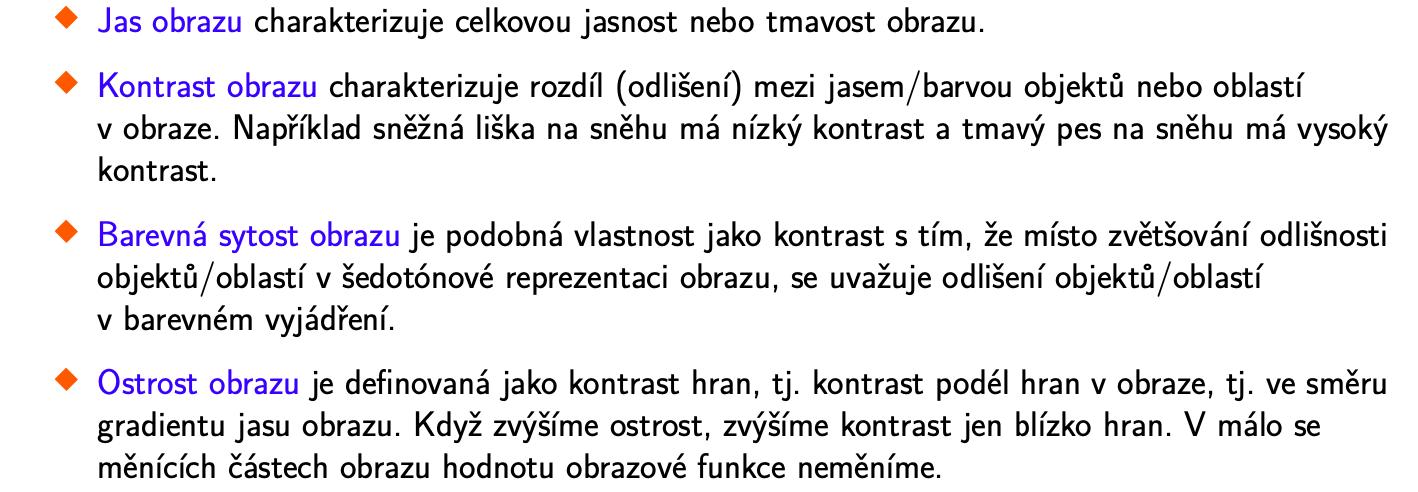 Jas obrazu charakterizuje celkovou jasnost nebo tmavost obrazu.
Kontrast obrazu charakterizuje rozdíl (odlišení) mezi jasem/barvou objektů nebo oblastí
v obraze. Například sněžná liška na sněhu má nízký kontrast a tmavý pes na sněhu má vysoký
kontrast.
Barevná sytost obrazu je podobná vlastnost jako kontrast s tím, že místo zvětšování odlišnosti
objektů/oblastí v šedotónové reprezentaci obrazu, se uvažuje odlišení objektů/oblastí
v barevném vyjádření.
Ostrost obrazu je definovaná jako kontrast hran, tj. kontrast podél hran v obraze, tj. ve směru
gradientu jasu obrazu. Když zvýšíme ostrost, zvýšíme kontrast jen blízko hran. V málo se
měnících částech obrazu hodnotu obrazové funkce neměníme.